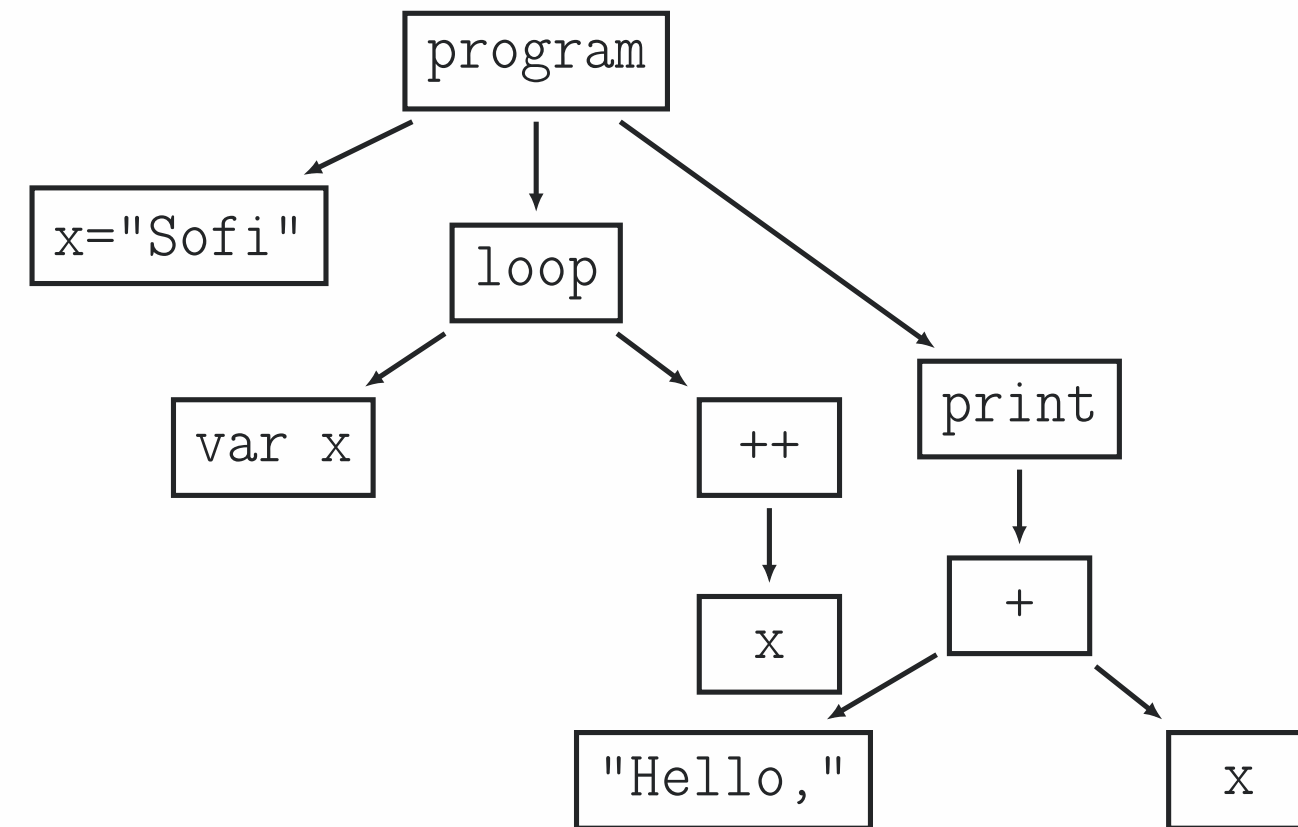 program
x="Sofi"
loop
var x
++
print
x
+
"Hello,"
x